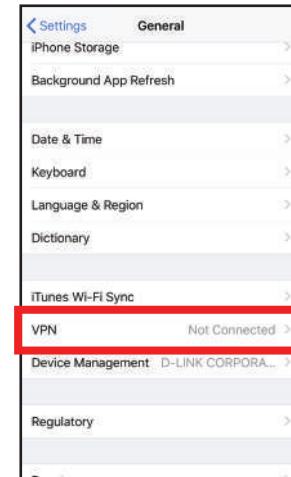 Settings General
iPhone Storage
Background App Refresh
Date & Time
Keyboard
Language & Region
Dictionary
iTunes Wi-Fi Sync
VPN Not Connected
Device Management D-LINK CORPORA...
Regulatory